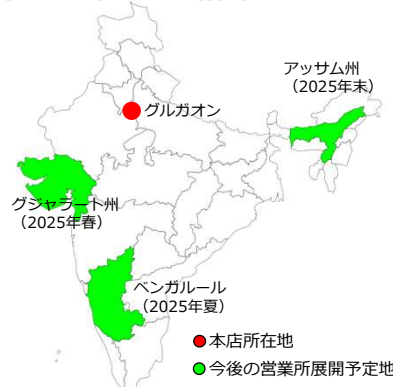 アッサム州
（2025年末）
グルガオン
グジャラート州
（2025年春）
ベンガルール
（2025年夏）
本店所在地
今後の営業所展開予定地